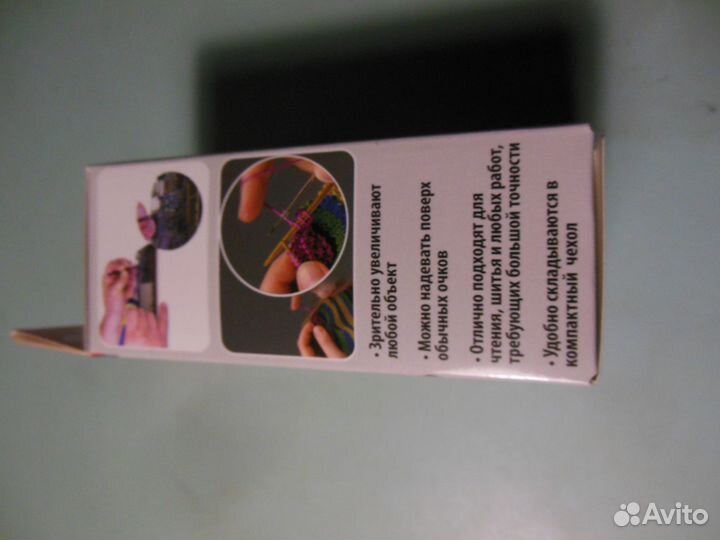 • Зрительно увеличивают
любой объект
• Можно надевать поверх
обычных очков
• Отлично подходят для
чтения, шитья и любых работ,
требующих большой точности
• Удобно складываются в
компактный чехол
Avito